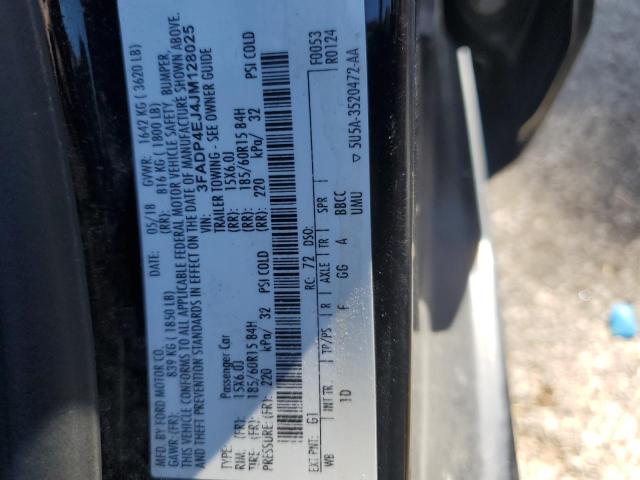 MFD. BY FORD MOTOR CO. DATE: 05/18 GVWR: 1642 KG ( 3620 LB)
GAWR: (FR): 839 KG ( 1850 LB) (RR): 816 KG ( 1800 LB)
THIS VEHICLE CONFORMS TO ALL APPLICABLE FEDERAL MOTOR VEHICLE SAFETY, BUMPER,
AND THEFT PREVENTION STANDARDS IN EFFECT ON THE DATE OF MANUFACTURE SHOWN ABOVE.
VIN: 3FADP4EJ4JM128025
TYPE: Passenger Car TRAILER TOWING - SEE OWNER GUIDE
RIM: (FR): 15X6.0J (RR): 15X6.0J
TIRE: (FR): 185/60R15 84H (RR): 185/60R15 84H
PRESSURE: (FR): 220 kPa/ 32 PSI COLD (RR): 220 kPa/ 32 PSI COLD
EXT PNT: G1 RC: 72 DSO: F0053
WB INT TR TP/PS R AXLE TR SPR R0124
1D F GG A BBCC
UMU
▽ 5U5A-3520472-AA